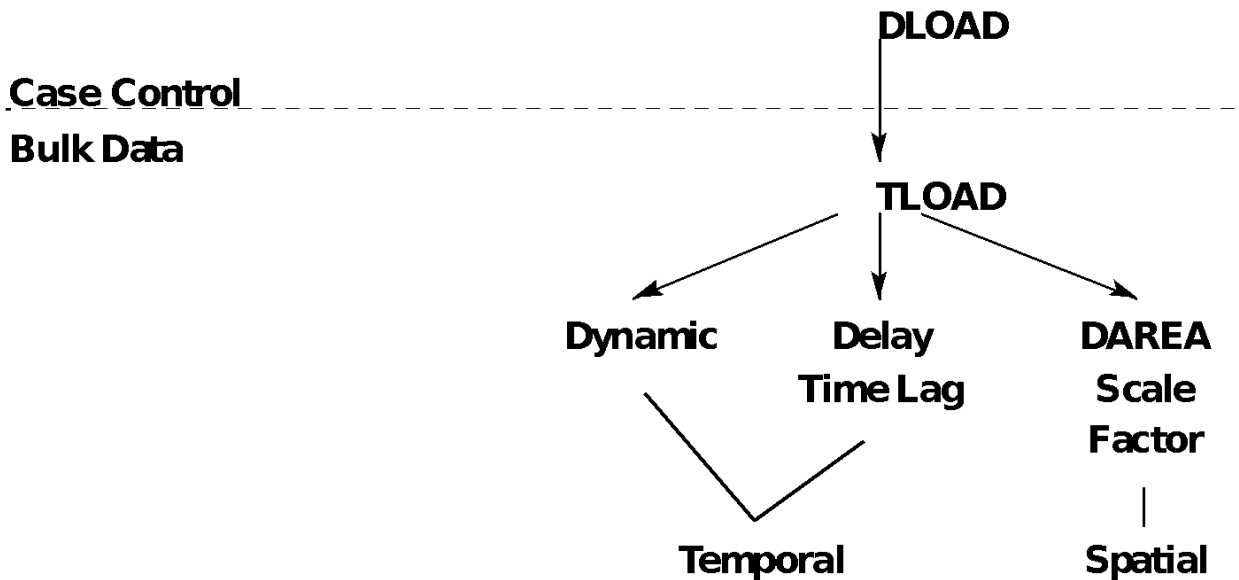 DLOAD
Case Control
Bulk Data
TLOAD
Dynamic
Delay
Time Lag
DAREA
Scale
Factor
Temporal
Spatial